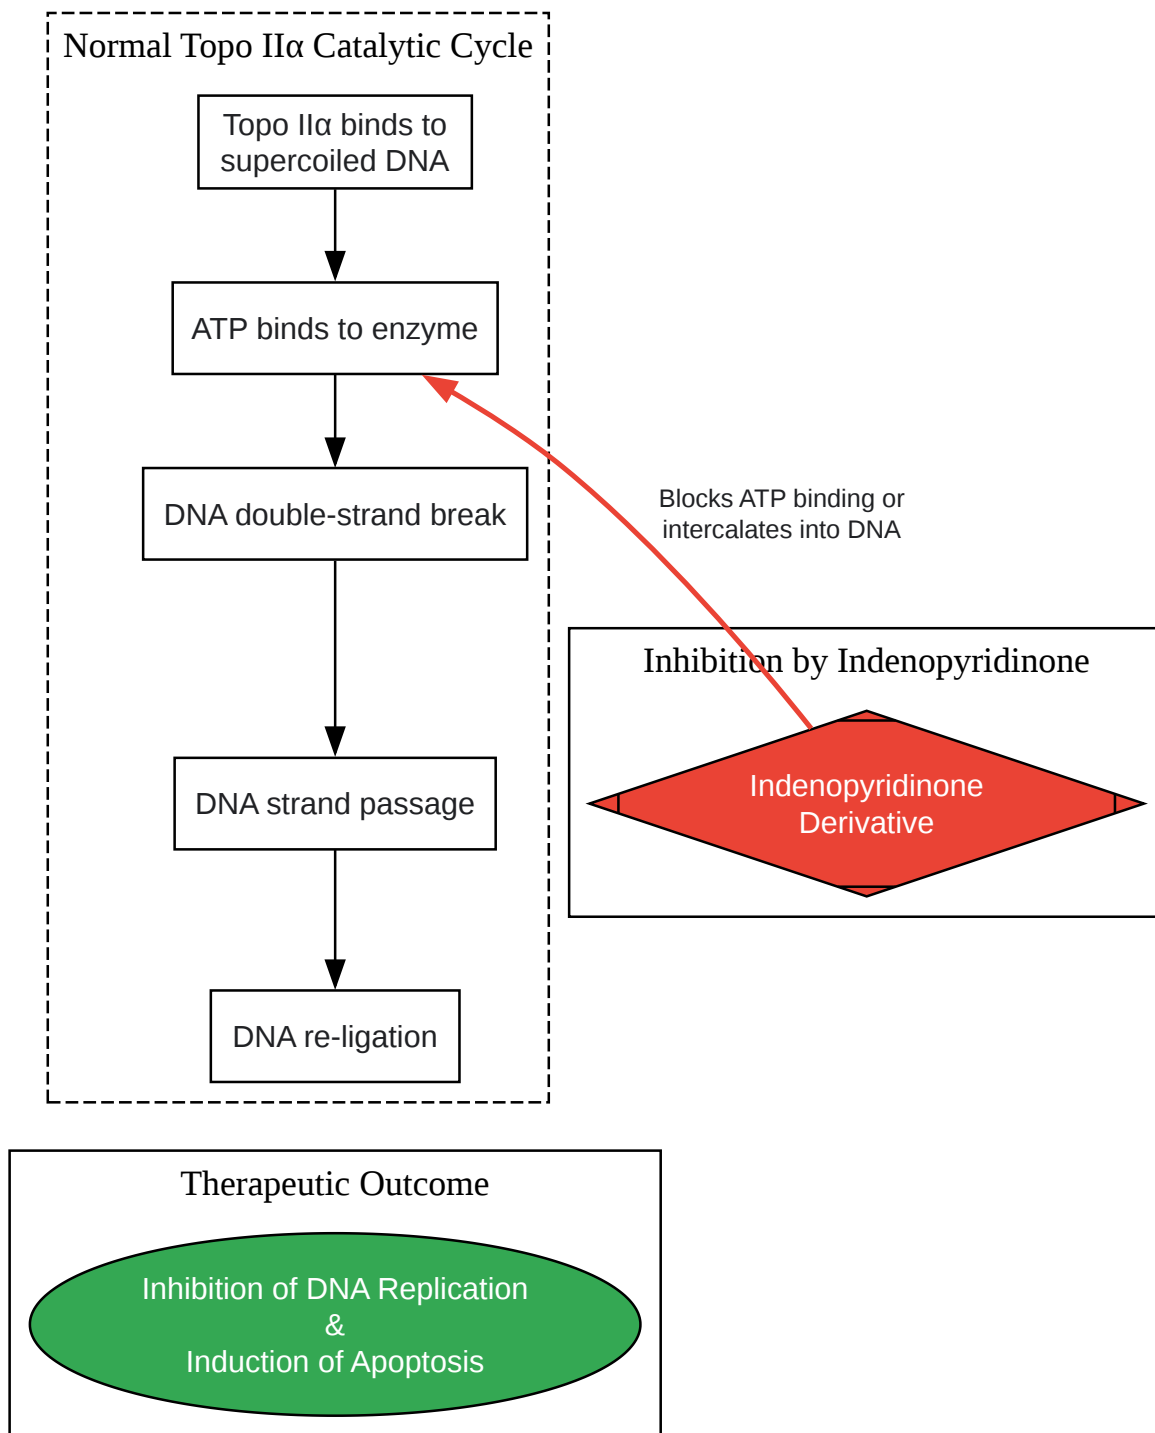 Normal Topo IIα Catalytic Cycle
Topo IIα binds to
supercoiled DNA
ATP binds to enzyme
DNA double-strand break
Blocks ATP binding or
intercalates into DNA
Inhibition by Indenopyridinone
Indenopyridinone
Derivative
DNA strand passage
DNA re-ligation
Therapeutic Outcome
Inhibition of DNA Replication
&
Induction of Apoptosis